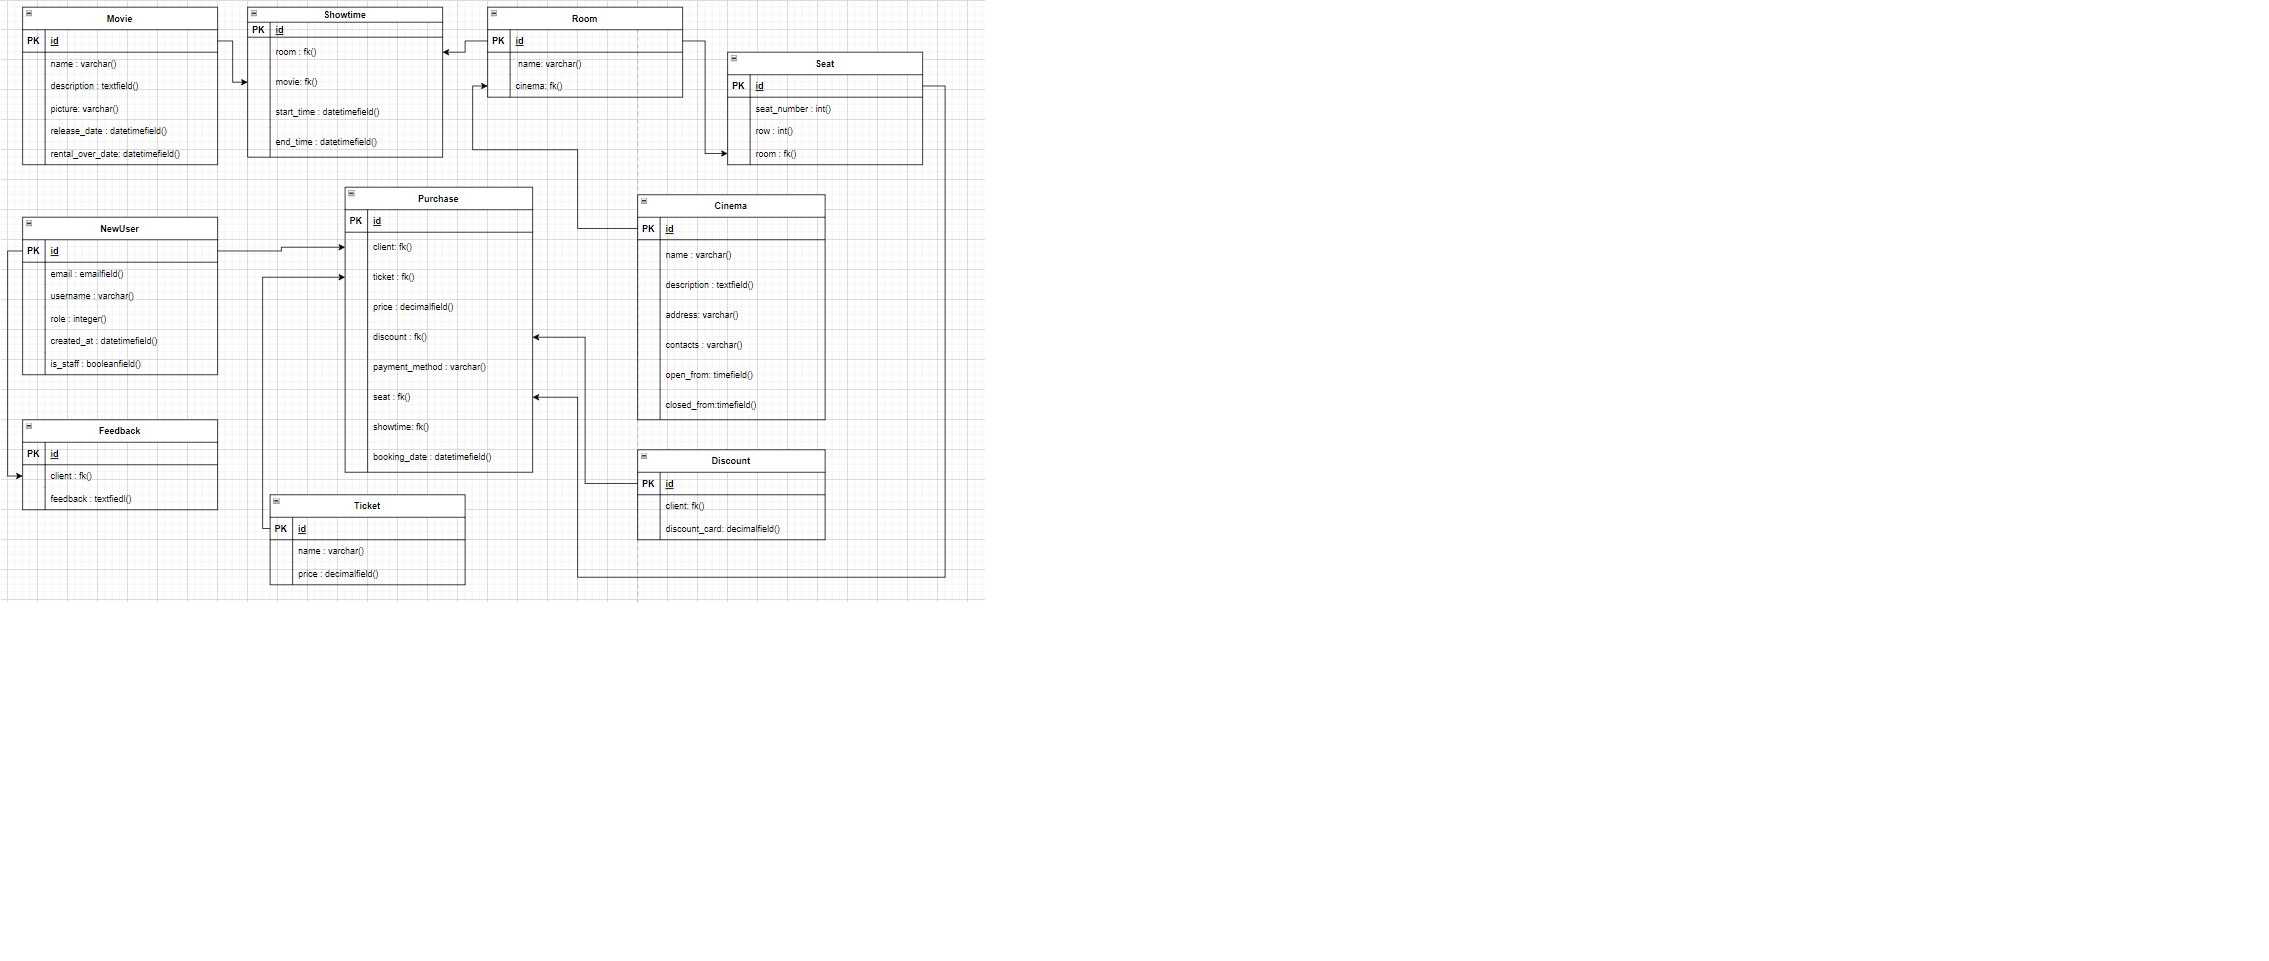 Movie
PK id
name : varchar()
description : textfield()
picture: varchar()
release_date : datetimefield()
rental_over_date: datetimefield()
Showtime
PK id
room : fk()
movie: fk()
start_time : datetimefield()
end_time : datetimefield()
Room
PK id
name: varchar()
cinema: fk()
Seat
PK id
seat_number : int()
row : int()
room : fk()
NewUser
PK id
email : emailfield()
username : varchar()
role : integer()
created_at : datetimefield()
is_staff : booleanfield()
Purchase
PK id
client: fk()
ticket : fk()
price : decimalfield()
discount : fk()
payment_method : varchar()
seat : fk()
showtime: fk()
booking_date : datetimefield()
Cinema
PK id
name : varchar()
description : textfield()
address: varchar()
contacts : varchar()
open_from: timefield()
closed_from:timefield()
Feedback
PK id
client : fk()
feedback : textfiedl()
Ticket
PK id
name : varchar()
price : decimalfield()
Discount
PK id
client: fk()
discount_card: decimalfield()